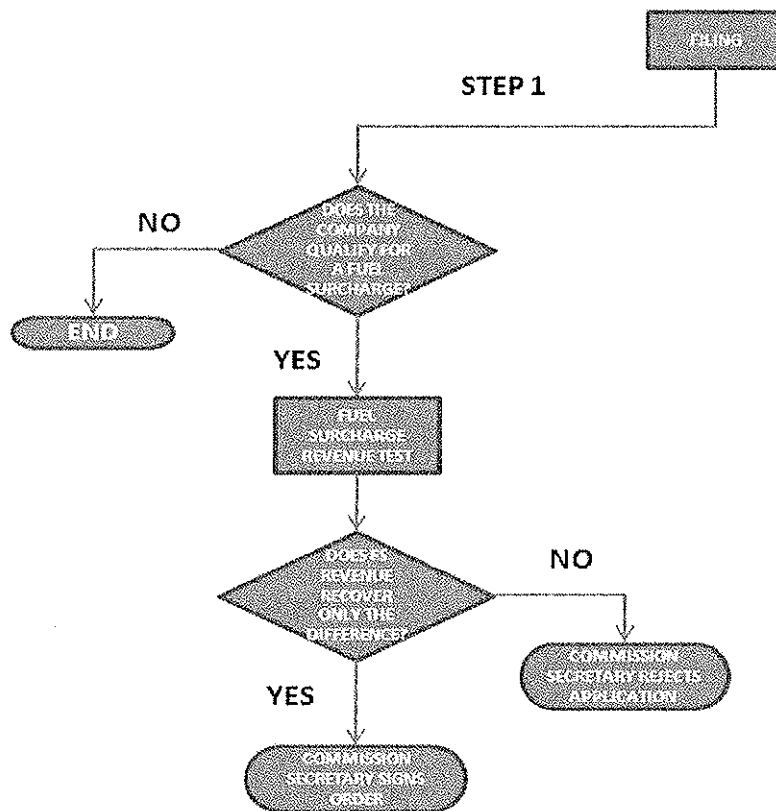 FILING
STEP 1
DOES THE
COMPANY
QUALIFY FOR
A FUEL
SURCHARGE?
NO
END
YES
FUEL
SURCHARGE
REVENUE TEST
DOES FS
REVENUE
RECOVER
ONLY THE
DIFFERENCE?
NO
COMMISSION
SECRETARY REJECTS
APPLICATION
YES
COMMISSION
SECRETARY SIGNS
ORDER